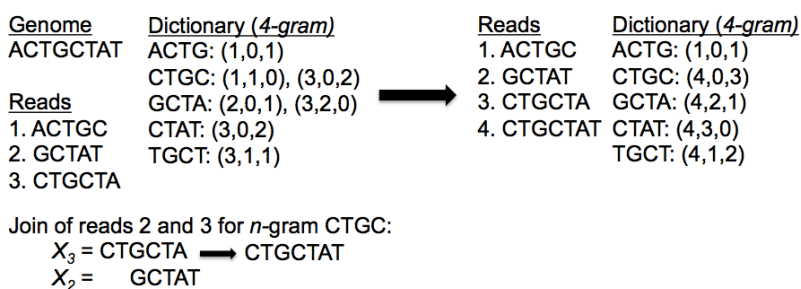 Genome
ACTGCTAT
Reads
1. ACTGC
2. GCTAT
3. CTGCTA
Dictionary (4-gram)
ACTG: (1,0,1)
CTGC: (1,1,0), (3,0,2)
GCTA: (2,0,1), (3,2,0)
CTAT: (3,0,2)
TGCT: (3,1,1)
Reads
1. ACTGC
2. GCTAT
3. CTGCTA
4. CTGCTAT
Dictionary (4-gram)
ACTG: (1,0,1)
CTGC: (4,0,3)
GCTA: (4,2,1)
CTAT: (4,3,0)
TGCT: (4,1,2)
Join of reads 2 and 3 for n-gram CTGC:
X3 = CTGCTA → CTGCTAT
X2 = GCTAT